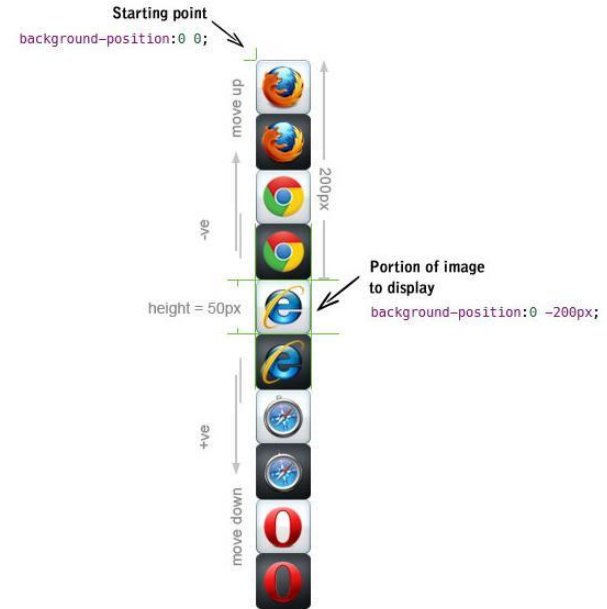 Starting point
background-position:0 0;
move up
200px
-ve
Portion of image
to display
background-position:0 -200px;
height = 50px
+ve
move down